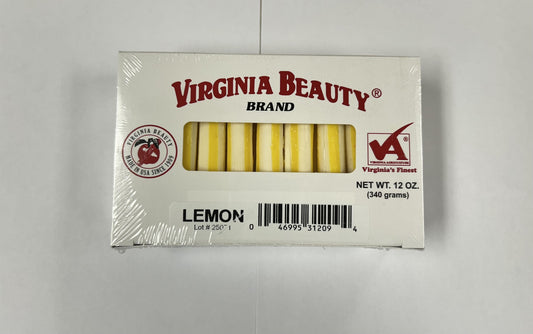 VIRGINIA BEAUTY®
BRAND
VIRGINIA BEAUTY
MADE IN USA SINCE 1909
VA®
VIRGINIA AGRICULTURE
Virginia's Finest
NET WT. 12 OZ.
(340 grams)
LEMON
0 46995 31209 4